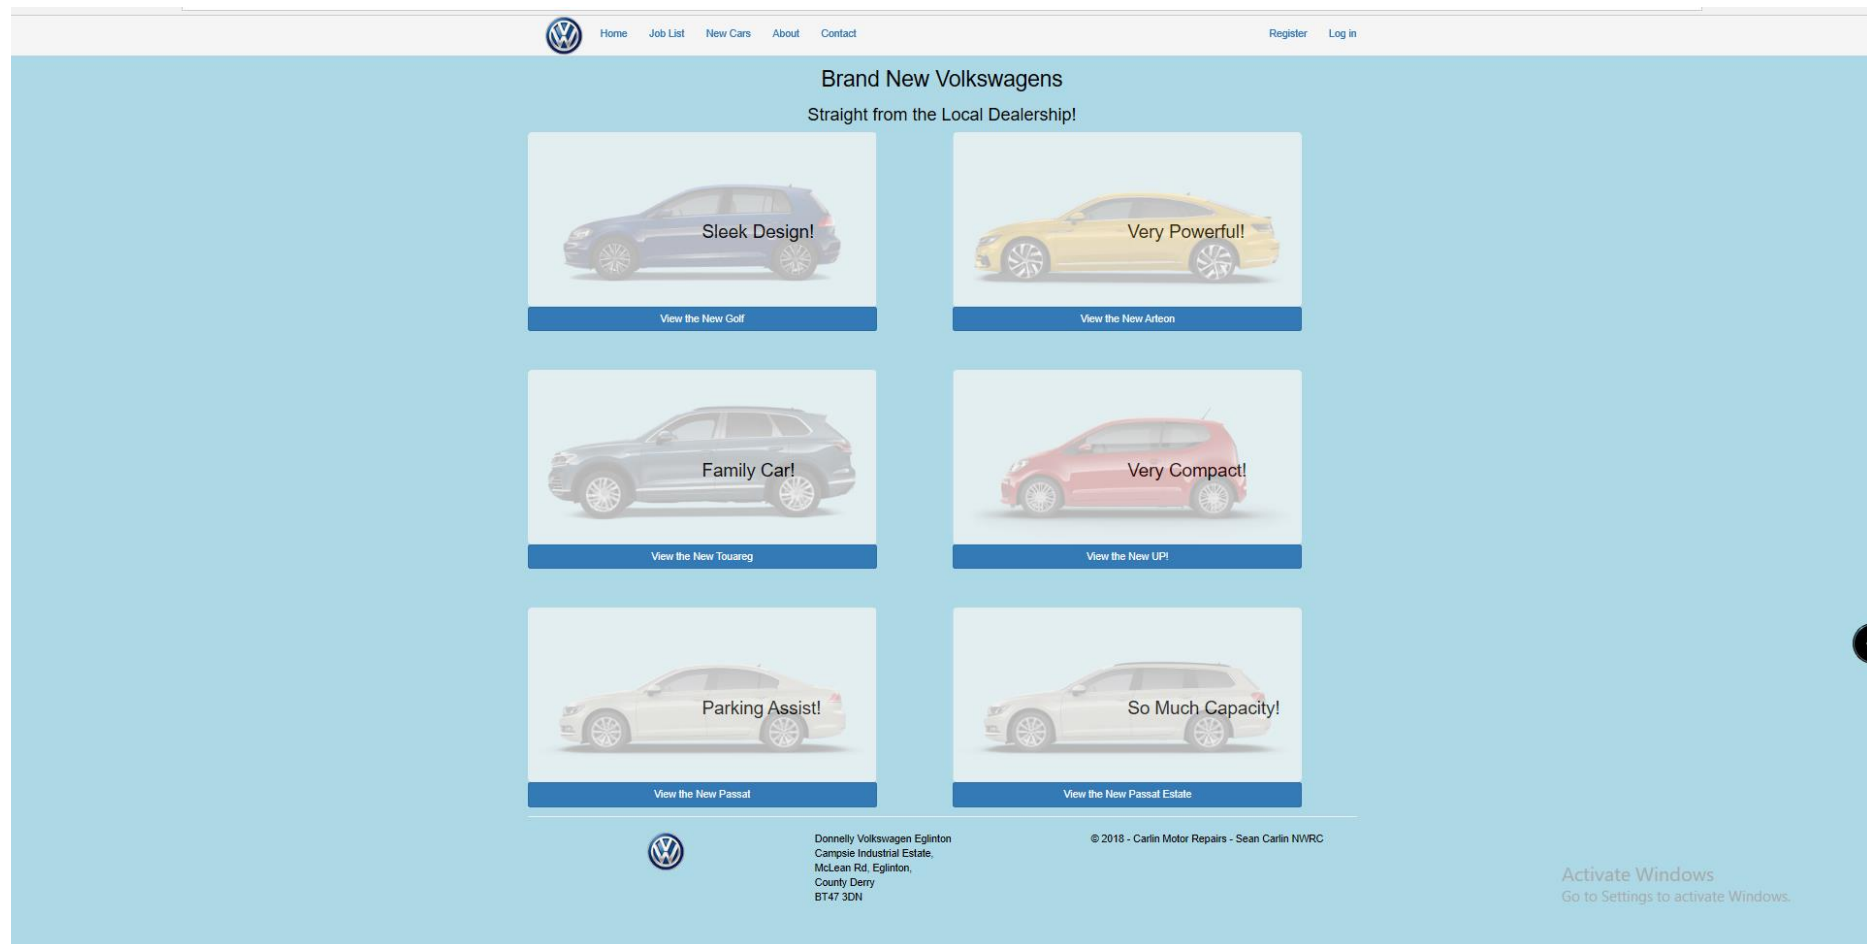 Home Job List New Cars About Contact Register Log in
Brand New Volkswagens
Straight from the Local Dealership!
Sleek Design!
Very Powerful!
View the New Golf
View the New Arteon
Family Car!
Very Compact!
View the New Touareg
View the New UP!
Parking Assist!
So Much Capacity!
View the New Passat
View the New Passat Estate
Donnelly Volkswagen Eglinton
Campsie Industrial Estate,
McLean Rd, Eglinton,
County Derry
BT47 3DN
© 2018 - Carlin Motor Repairs - Sean Carlin NWRC
Activate Windows
Go to Settings to activate Windows.